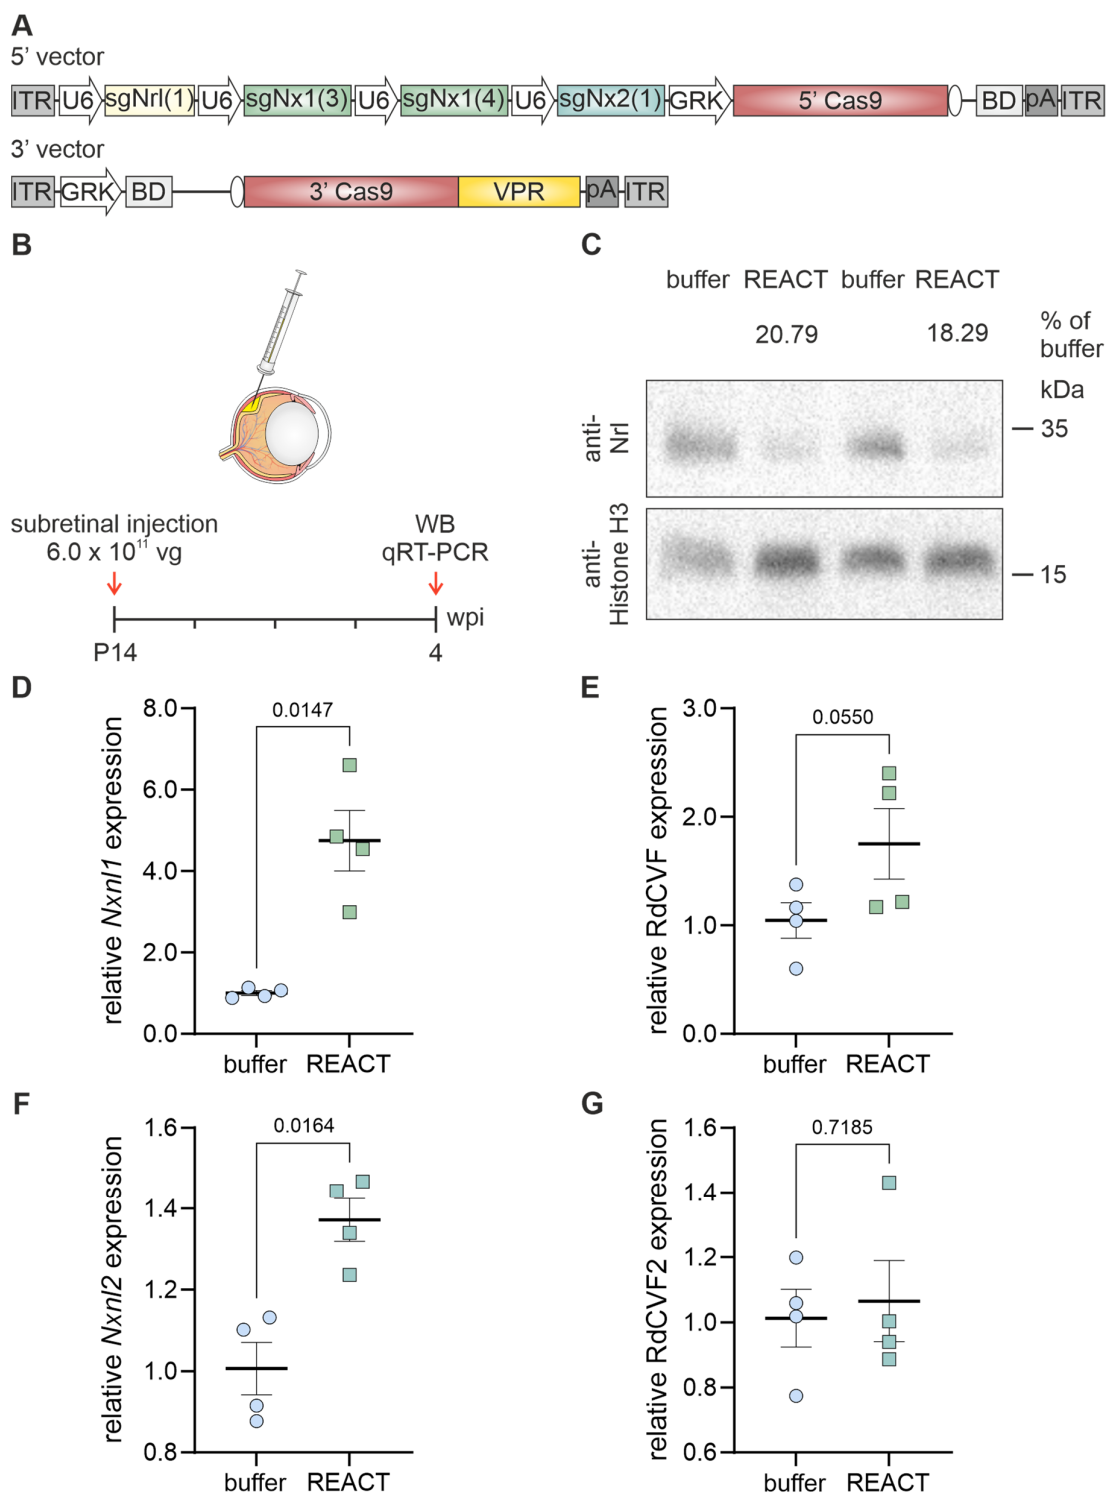 A
5’ vector
ITR U6 sgNrl(1) U6 sgNx1(3) U6 sgNx1(4) U6 sgNx2(1) GRK 5’ Cas9 BD pA ITR
3’ vector
ITR GRK BD 3’ Cas9 VPR pA ITR
B
subretinal injection
6.0 x 10¹¹ vg
WB
qRT-PCR
wpi
P14 4
C
buffer REACT buffer REACT
20.79 18.29
% of
buffer
kDa
anti-
Nrl
35
anti-
Histone H3
15
D
relative Nxnl1 expression
8.0
6.0
4.0
2.0
0.0
0.0147
buffer REACT
E
relative RdCVF expression
3.0
2.0
1.0
0.0
0.0550
buffer REACT
F
relative Nxnl2 expression
1.6
1.4
1.2
1.0
0.8
0.0164
buffer REACT
G
relative RdCVF2 expression
1.6
1.4
1.2
1.0
0.8
0.6
0.7185
buffer REACT